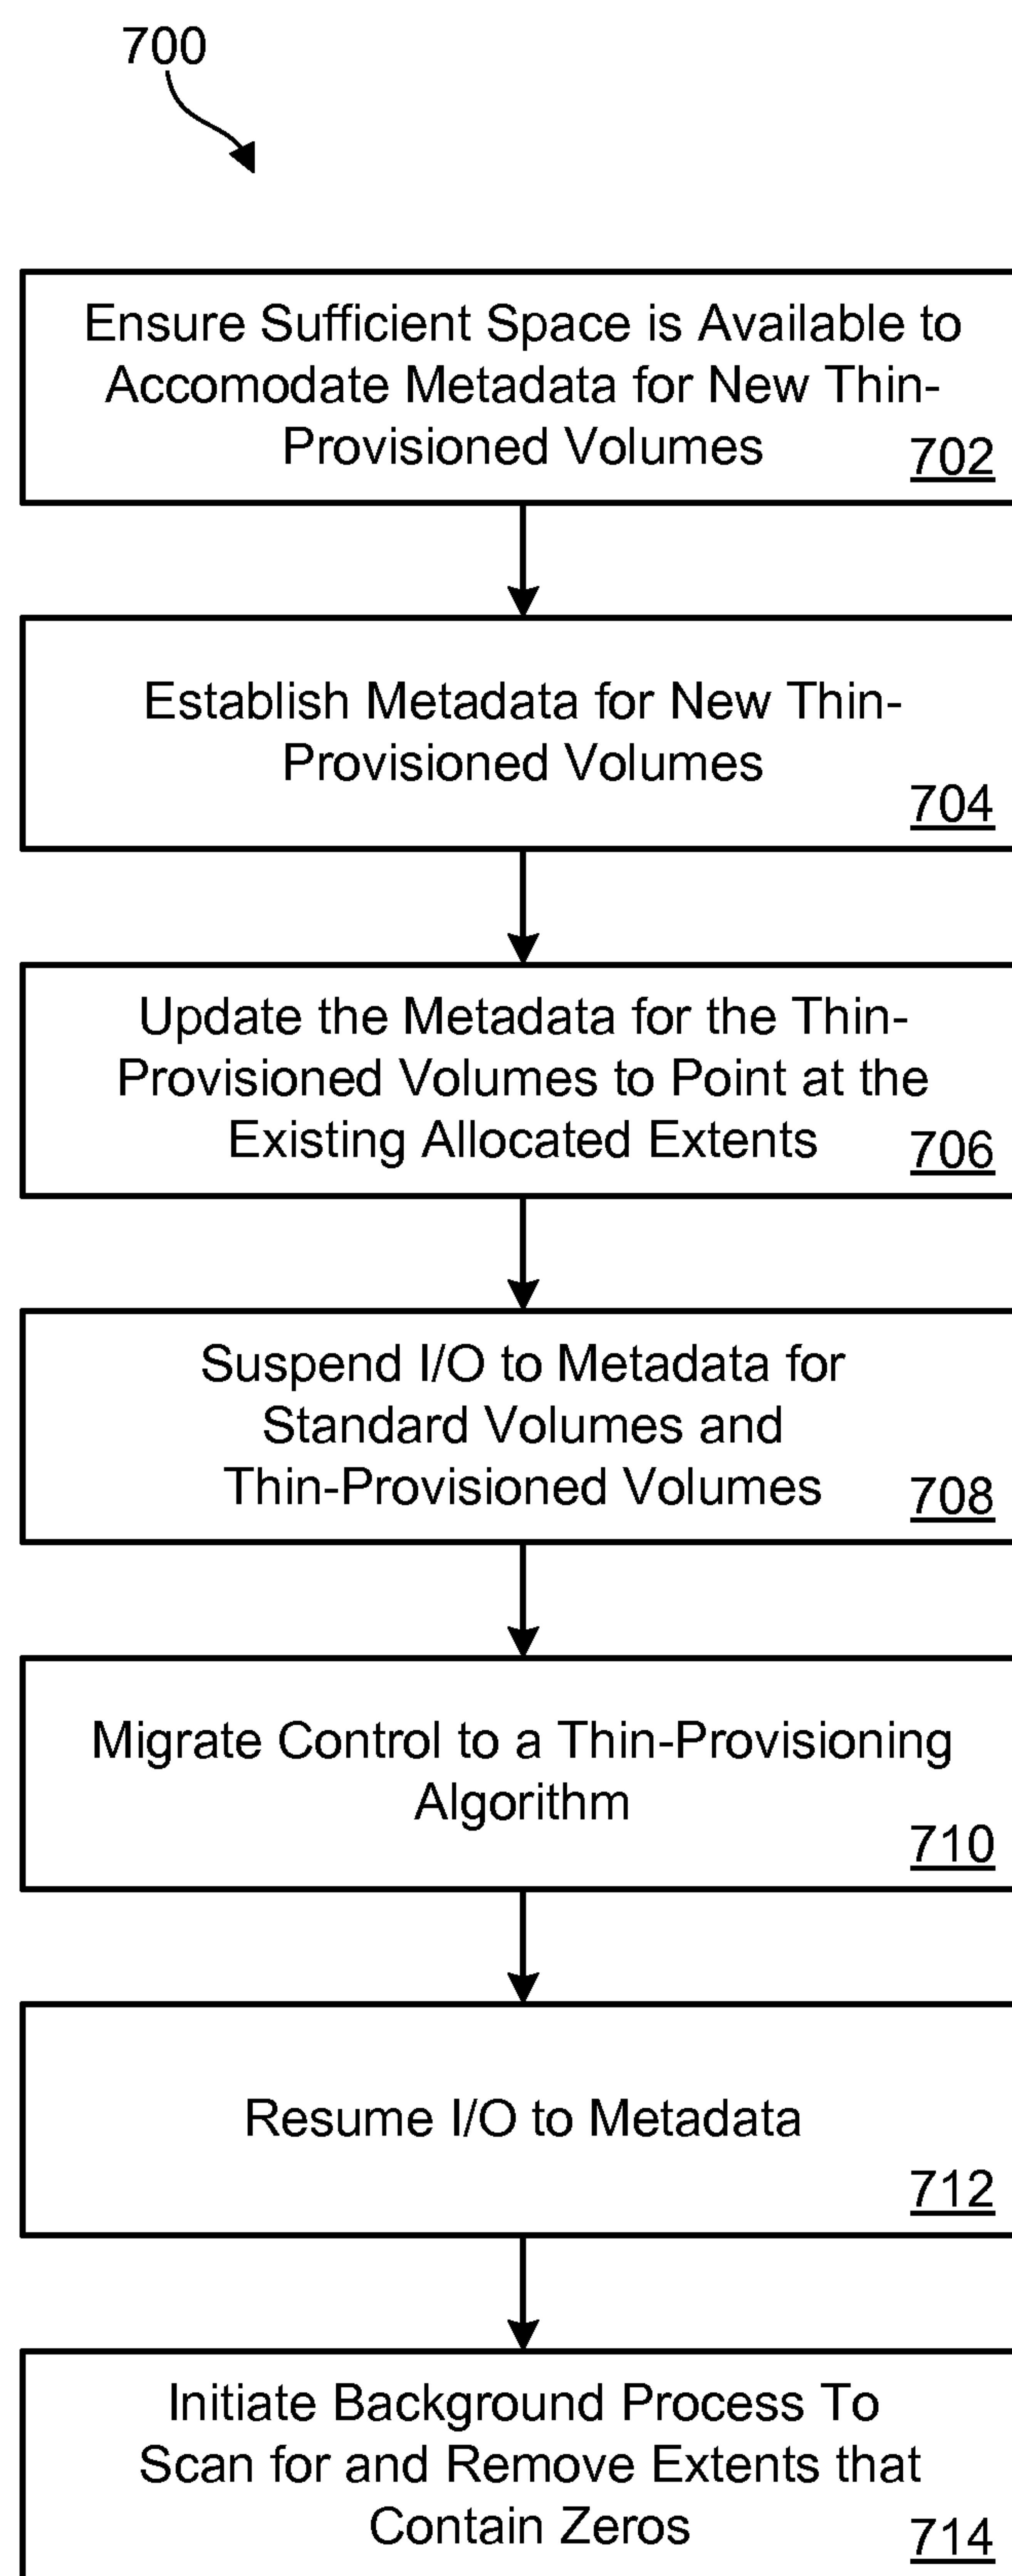 700
Ensure Sufficient Space is Available to
Accomodate Metadata for New Thin-
Provisioned Volumes
702
Establish Metadata for New Thin-
Provisioned Volumes
704
Update the Metadata for the Thin-
Provisioned Volumes to Point at the
Existing Allocated Extents
706
Suspend I/O to Metadata for
Standard Volumes and
Thin-Provisioned Volumes
708
Migrate Control to a Thin-Provisioning
Algorithm
710
Resume I/O to Metadata
712
Initiate Background Process To
Scan for and Remove Extents that
Contain Zeros
714